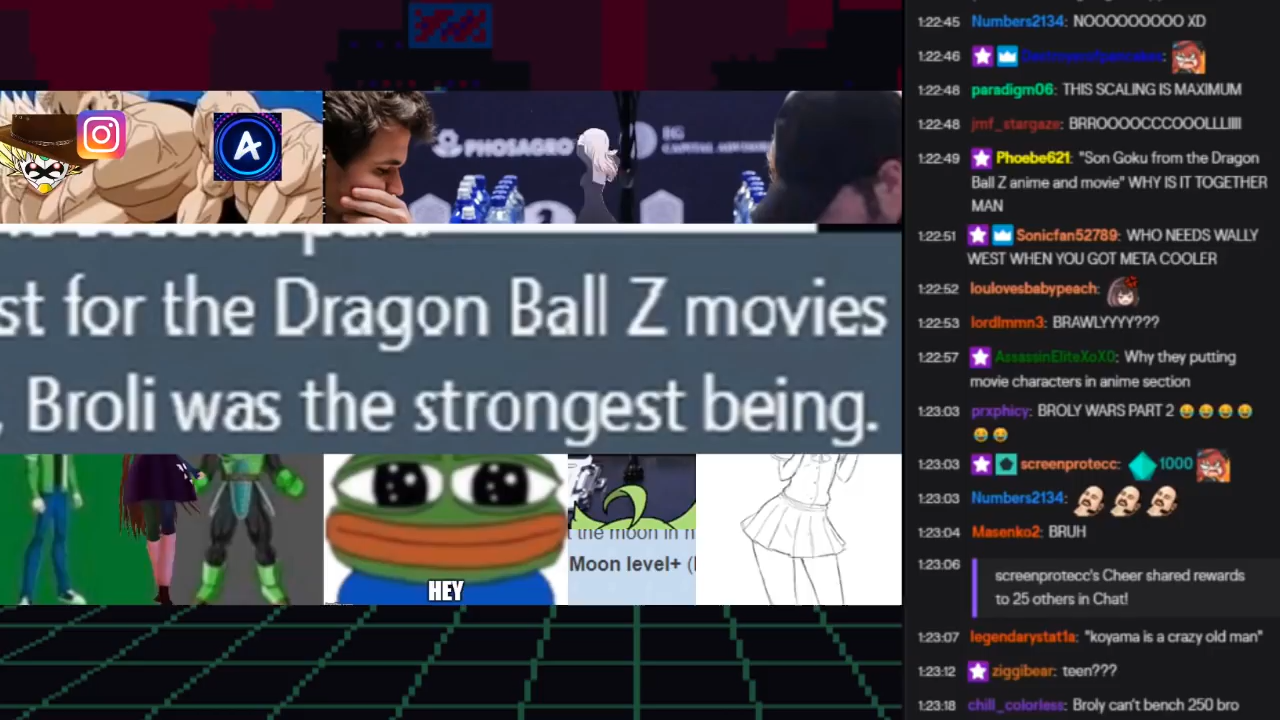 PHOSAGRO
st for the Dragon Ball Z movies
, Broli was the strongest being.
HEY
the moon in
Moon level+ (
1:22:45 Numbers2134: NOOOOOOOOO XD
1:22:46
1:22:48 paradigm06: THIS SCALING IS MAXIMUM
1:22:48 jmf_stargaze: BRROOOOCCCOOOLLLIIII
1:22:49 Phoebe621: "Son Goku from the Dragon
Ball Z anime and movie" WHY IS IT TOGETHER
MAN
1:22:51 Sonicfan52789: WHO NEEDS WALLY
WEST WHEN YOU GOT META COOLER
1:22:52 loulovesbabypeach:
1:22:53 lordlmmn3: BRAWLYYYY???
1:22:57 AssassinEliteXoX0: Why they putting
movie characters in anime section
1:23:03 prxphicy: BROLY WARS PART 2
1:23:03 screenprotecc: 1000
1:23:03 Numbers2134:
1:23:04 Masenko2: BRUH
1:23:06 screenprotecc's Cheer shared rewards
to 25 others in Chat!
1:23:07 legendarystat1a: "koyama is a crazy old man"
1:23:12 ziggibear: teen???
1:23:18 chill_colorless: Broly can't bench 250 bro